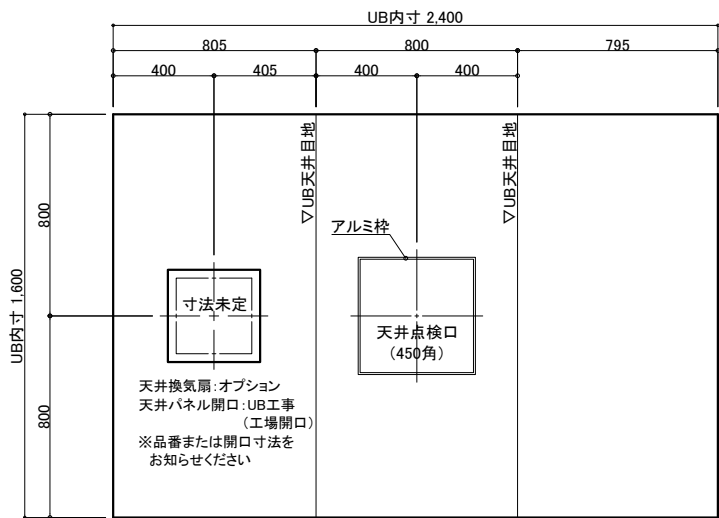 UB内寸 2,400
805
800
795
400
405
400
400
▽UB天井目地
▽UB天井目地
UB内寸 1,600
800
800
アルミ枠
寸法未定
天井点検口
(450角)
天井換気扇:オプション
天井パネル開口:UB工事
(工場開口)
※品番または開口寸法を
お知らせください